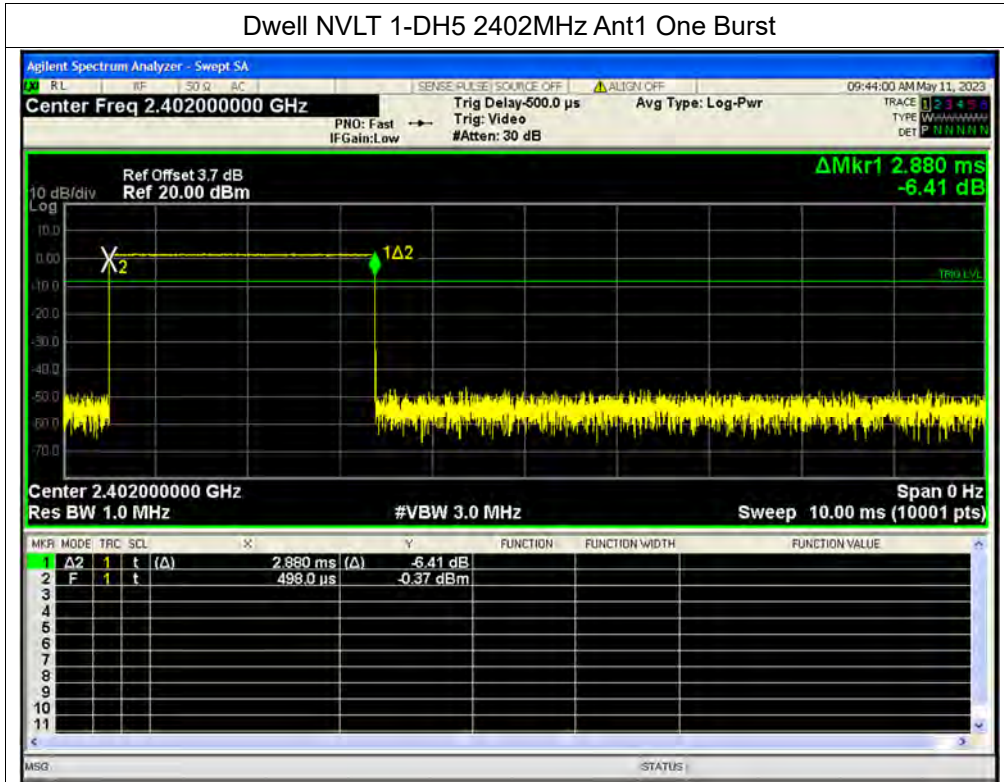 Dwell NVLT 1-DH5 2402MHz Ant1 One Burst
Agilent Spectrum Analyzer - Swept SA
LXI RL RF 50 Ω AC SENSE:PULSE SOURCE OFF ALIGN OFF 09:44:00 AM May 11, 2023
Center Freq 2.402000000 GHz
Trig Delay-500.0 µs Avg Type: Log-Pwr
TRACE 1 2 3 4 5 6
PNO: Fast Trig: Video
TYPE W
IFGain:Low #Atten: 30 dB
DET P N N N N N
ΔMkr1 2.880 ms
-6.41 dB
Ref Offset 3.7 dB
10 dB/div Ref 20.00 dBm
Log
10.0
0.00
-10.0
-20.0
-30.0
-40.0
-50.0
-60.0
-70.0
2
1Δ2
TRIG LVL
Center 2.402000000 GHz Span 0 Hz
Res BW 1.0 MHz #VBW 3.0 MHz Sweep 10.00 ms (10001 pts)
MKR MODE TRC SCL X Y FUNCTION FUNCTION WIDTH FUNCTION VALUE
1 Δ2 1 t (Δ) 2.880 ms (Δ) -6.41 dB
2 F 1 t 498.0 µs -0.37 dBm
3
4
5
6
7
8
9
10
11
MSG STATUS